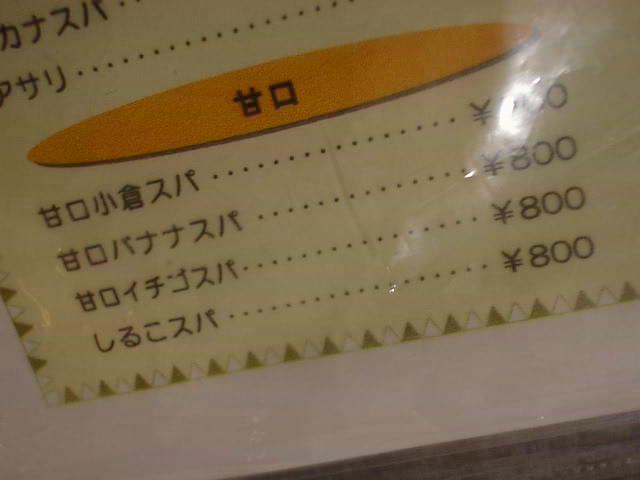 カナスパ
アサリ
甘口
甘口小倉スパ ¥
甘口バナナスパ ¥800
甘口イチゴスパ ¥800
しるこスパ ¥800